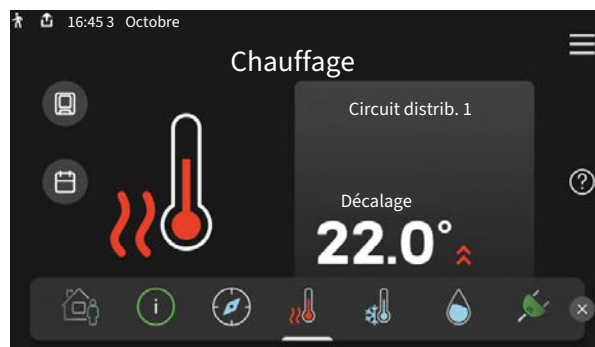 16:45 3 Octobre
Chauffage
Circuit distrib. 1
Décalage
22.0°